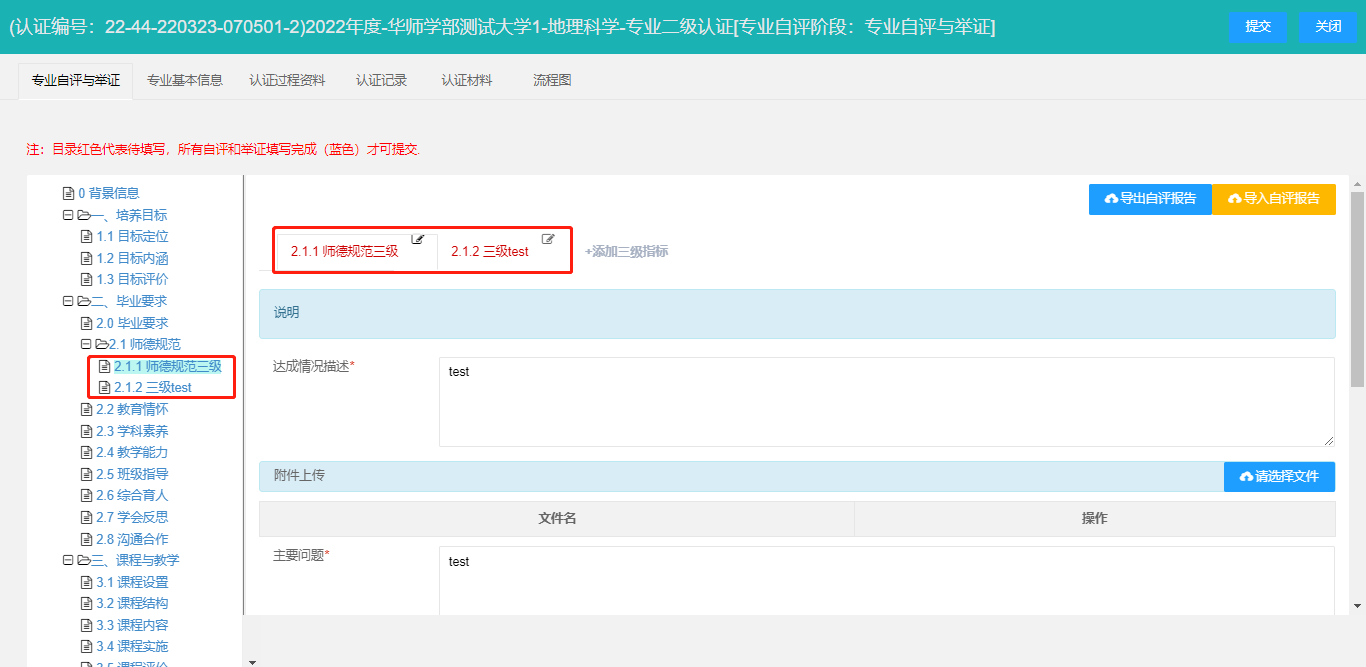 (认证编号：22-44-220323-070501-2)2022年度-华师学部测试大学1-地理科学-专业二级认证[专业自评阶段：专业自评与举证]
提交
关闭
专业自评与举证
专业基本信息
认证过程资料
认证记录
认证材料
流程图
注：目录红色代表待填写，所有自评和举证填写完成（蓝色）才可提交.
0 背景信息
一、培养目标
1.1 目标定位
1.2 目标内涵
1.3 目标评价
二、毕业要求
2.0 毕业要求
2.1 师德规范
2.1.1 师德规范三级
2.1.2 三级test
2.2 教育情怀
2.3 学科素养
2.4 教学能力
2.5 班级指导
2.6 综合育人
2.7 学会反思
2.8 沟通合作
三、课程与教学
3.1 课程设置
3.2 课程结构
3.3 课程内容
3.4 课程实施
3.5 课程评价
导出自评报告
导入自评报告
2.1.1 师德规范三级
2.1.2 三级test
+添加三级指标
说明
达成情况描述*
test
附件上传
请选择文件
文件名
操作
主要问题*
test